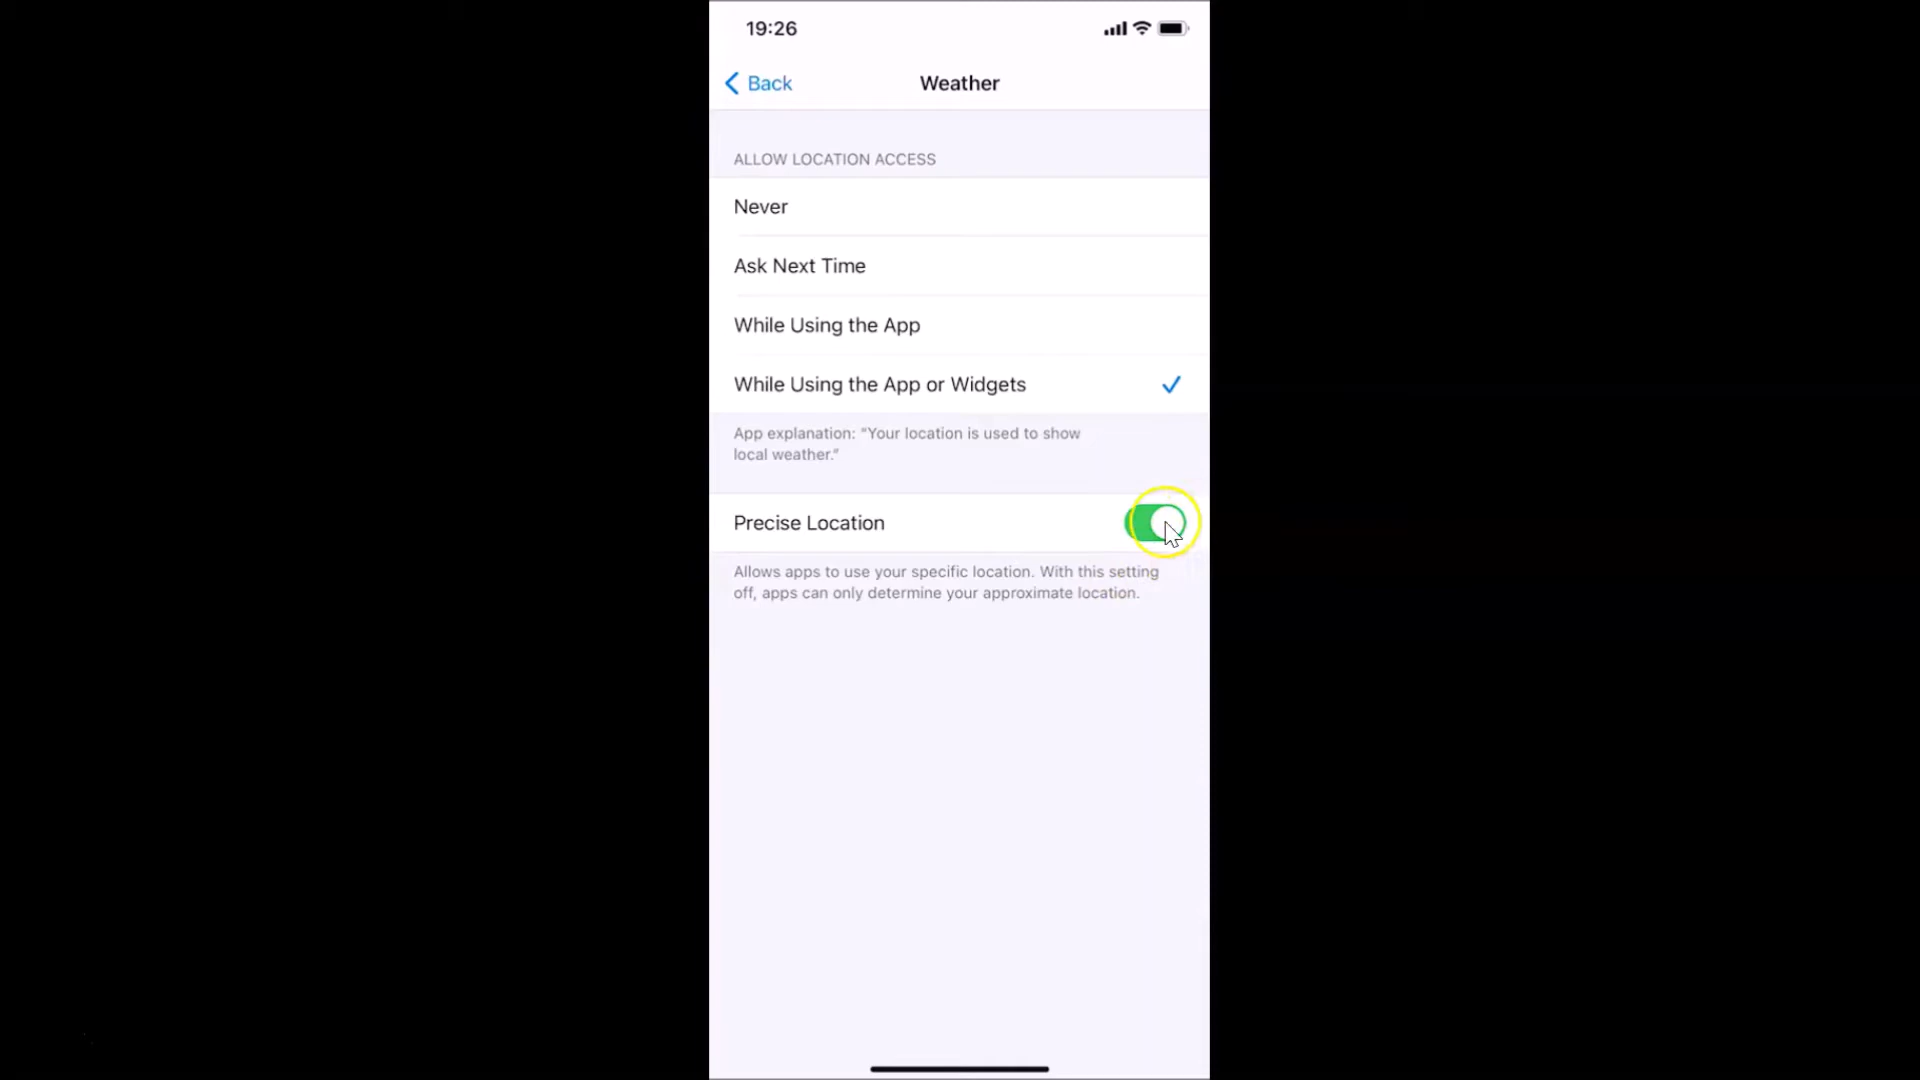 19:26
Back
Weather
ALLOW LOCATION ACCESS
Never
Ask Next Time
While Using the App
While Using the App or Widgets
App explanation: “Your location is used to show
local weather.”
Precise Location
Allows apps to use your specific location. With this setting
off, apps can only determine your approximate location.